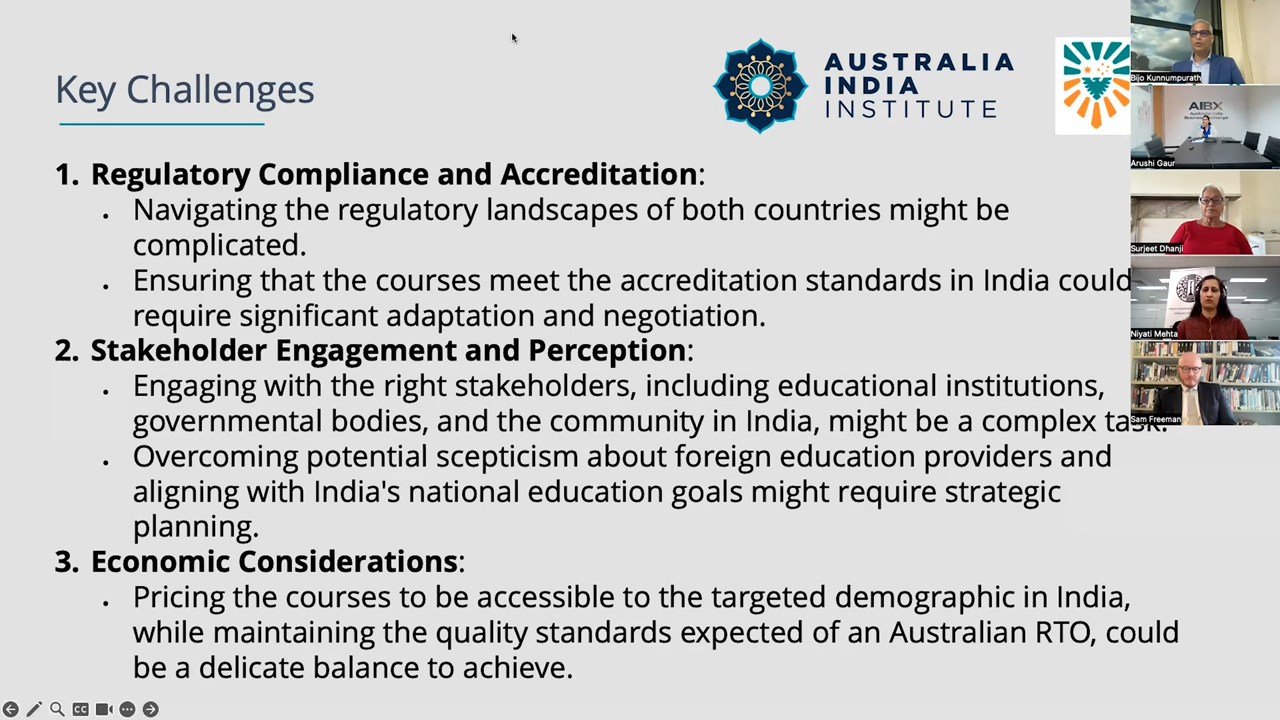 Key Challenges
AUSTRALIA
INDIA
INSTITUTE
1. Regulatory Compliance and Accreditation:
• Navigating the regulatory landscapes of both countries might be
complicated.
• Ensuring that the courses meet the accreditation standards in India could
require significant adaptation and negotiation.
2. Stakeholder Engagement and Perception:
• Engaging with the right stakeholders, including educational institutions,
governmental bodies, and the community in India, might be a complex task.
• Overcoming potential scepticism about foreign education providers and
aligning with India's national education goals might require strategic
planning.
3. Economic Considerations:
• Pricing the courses to be accessible to the targeted demographic in India,
while maintaining the quality standards expected of an Australian RTO, could
be a delicate balance to achieve.
Bijo Kunnumpurath
AIBX
Arushi Gaur
Surjeet Dhanji
Niyati Mehta
Sam Freeman
CC